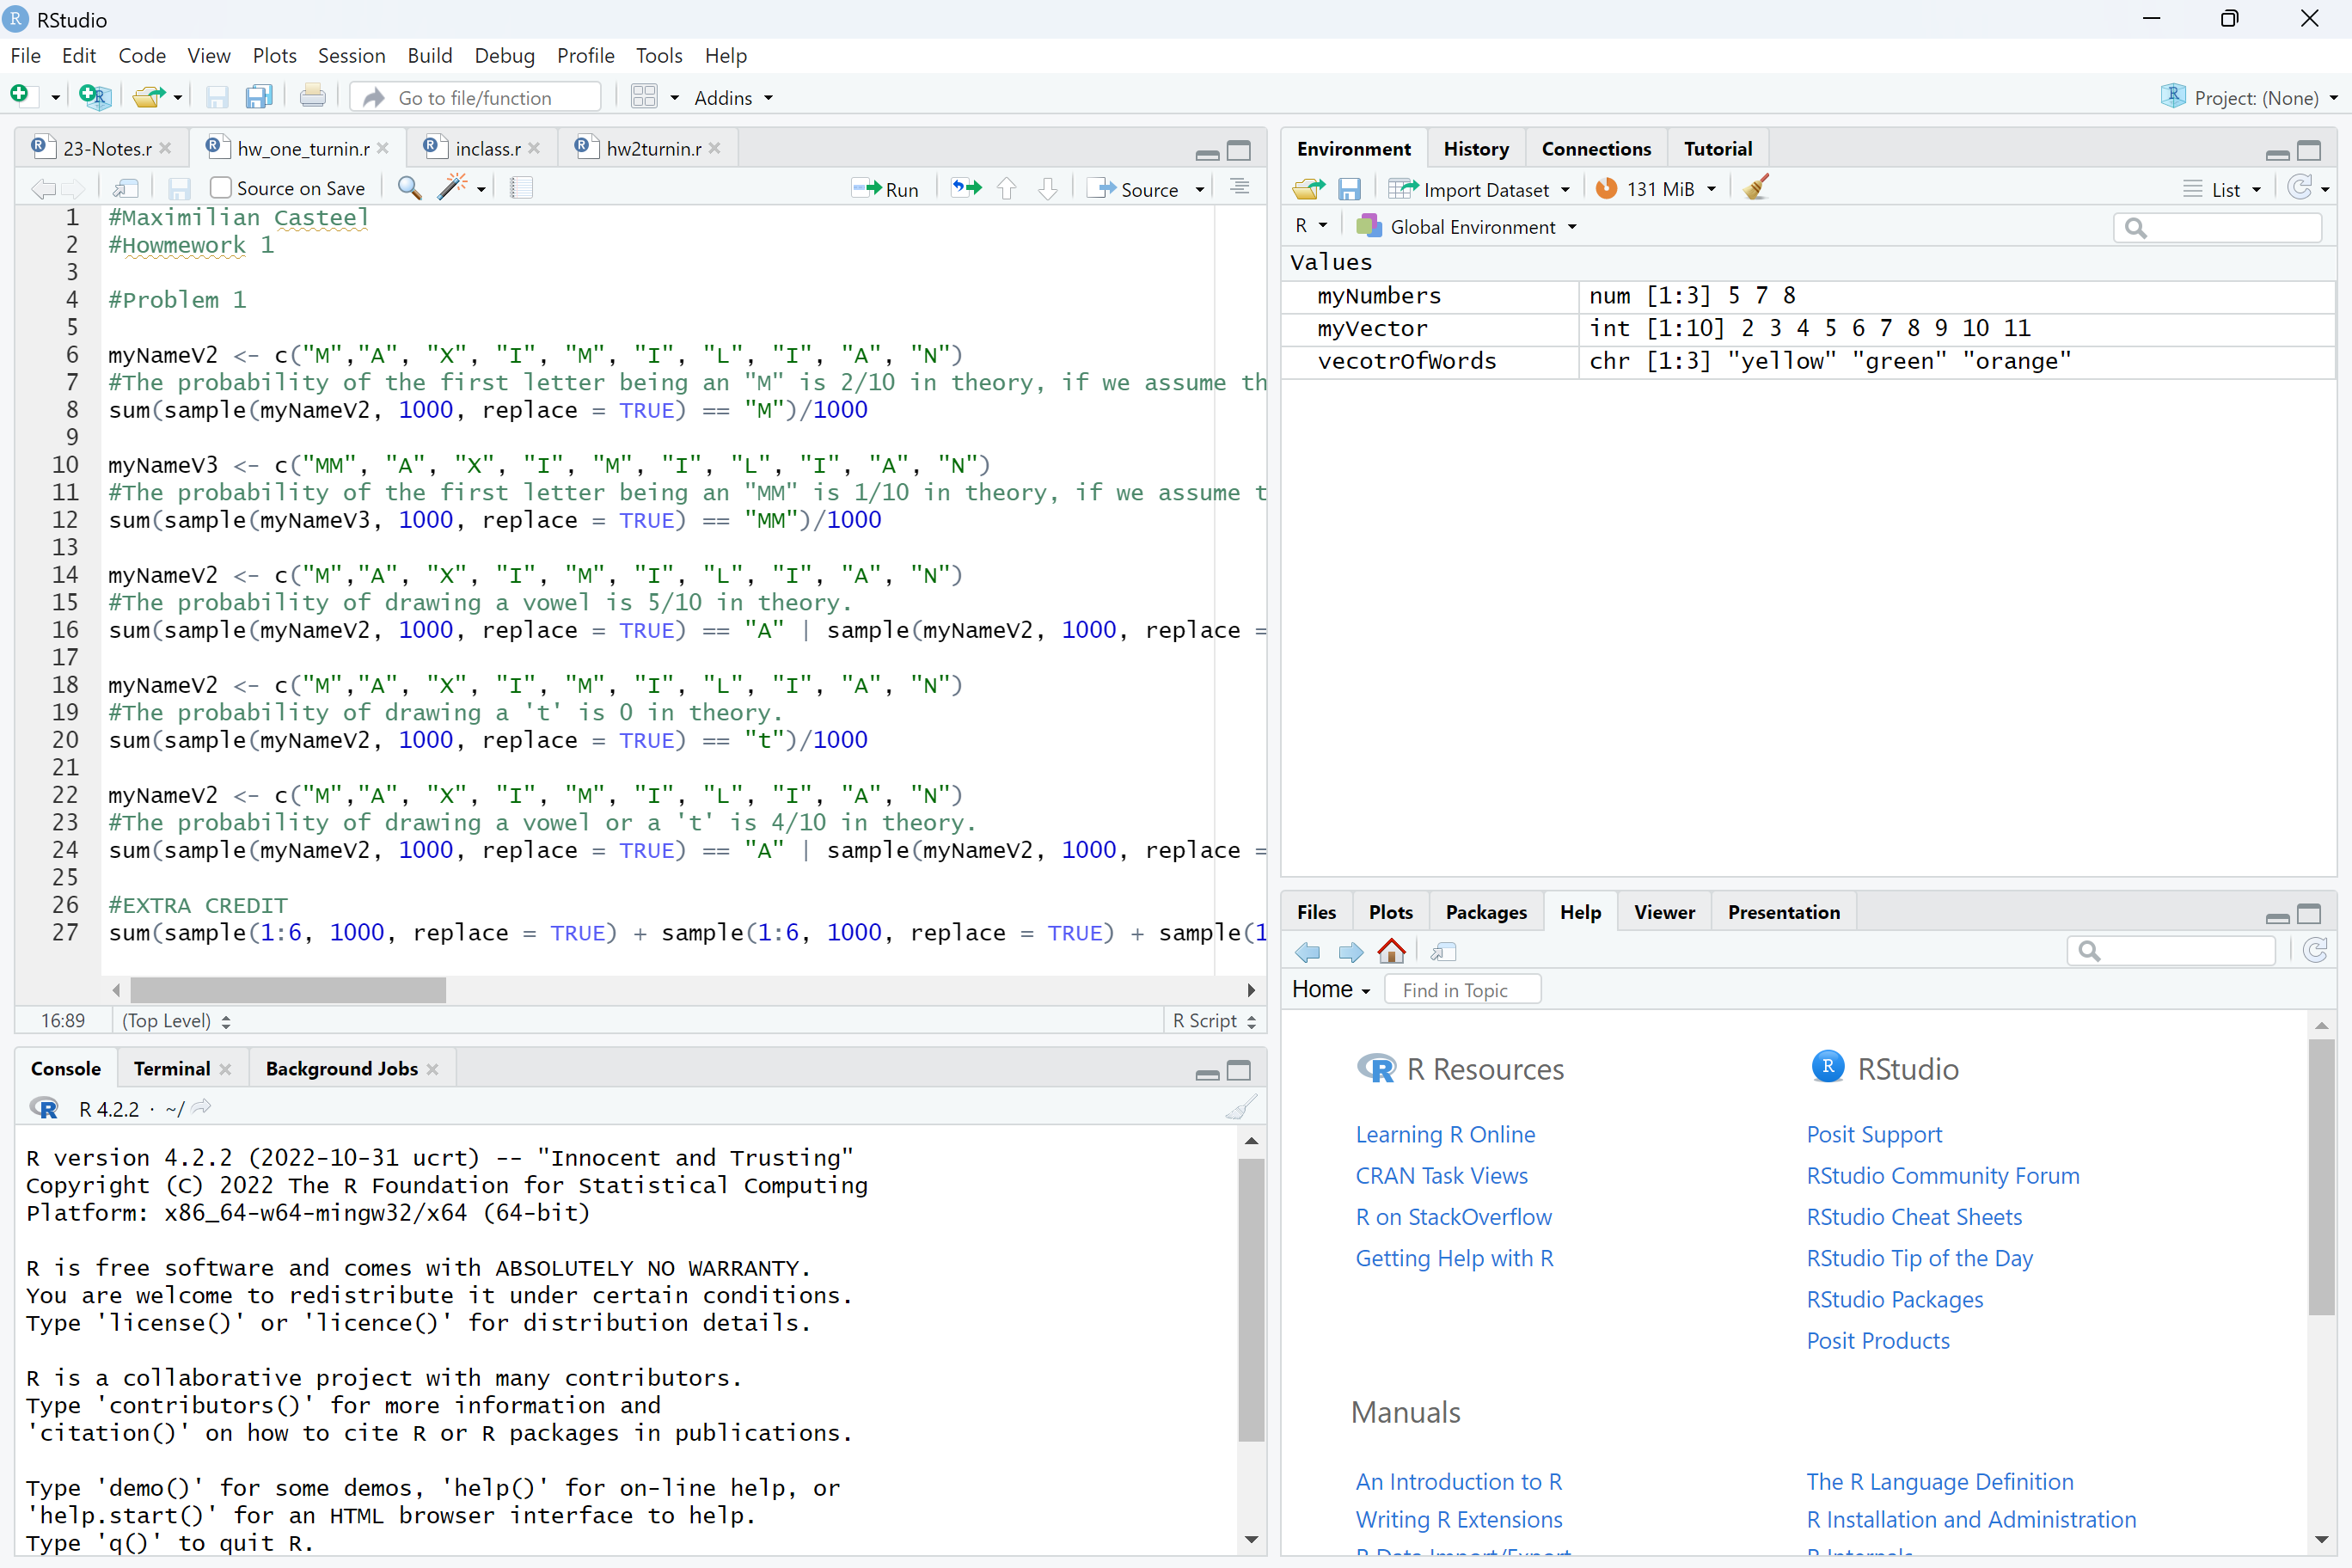 RStudio
File Edit Code View Plots Session Build Debug Profile Tools Help
Go to file/function Addins Project: (None)
23-Notes.r hw_one_turnin.r inclass.r hw2turnin.r
Source on Save Run Source
1 #Maximilian Casteel
2 #Howmework 1
3
4 #Problem 1
5
6 myNameV2 <- c("M","A", "X", "I", "M", "I", "L", "I", "A", "N")
7 #The probability of the first letter being an "M" is 2/10 in theory, if we assume th
8 sum(sample(myNameV2, 1000, replace = TRUE) == "M")/1000
9
10 myNameV3 <- c("MM", "A", "X", "I", "M", "I", "L", "I", "A", "N")
11 #The probability of the first letter being an "MM" is 1/10 in theory, if we assume t
12 sum(sample(myNameV3, 1000, replace = TRUE) == "MM")/1000
13
14 myNameV2 <- c("M","A", "X", "I", "M", "I", "L", "I", "A", "N")
15 #The probability of drawing a vowel is 5/10 in theory.
16 sum(sample(myNameV2, 1000, replace = TRUE) == "A" | sample(myNameV2, 1000, replace =
17
18 myNameV2 <- c("M","A", "X", "I", "M", "I", "L", "I", "A", "N")
19 #The probability of drawing a 't' is 0 in theory.
20 sum(sample(myNameV2, 1000, replace = TRUE) == "t")/1000
21
22 myNameV2 <- c("M","A", "X", "I", "M", "I", "L", "I", "A", "N")
23 #The probability of drawing a vowel or a 't' is 4/10 in theory.
24 sum(sample(myNameV2, 1000, replace = TRUE) == "A" | sample(myNameV2, 1000, replace =
25
26 #EXTRA CREDIT
27 sum(sample(1:6, 1000, replace = TRUE) + sample(1:6, 1000, replace = TRUE) + sample(1
16:89 (Top Level) R Script
Console Terminal Background Jobs
R 4.2.2 · ~/
R version 4.2.2 (2022-10-31 ucrt) -- "Innocent and Trusting"
Copyright (C) 2022 The R Foundation for Statistical Computing
Platform: x86_64-w64-mingw32/x64 (64-bit)
R is free software and comes with ABSOLUTELY NO WARRANTY.
You are welcome to redistribute it under certain conditions.
Type 'license()' or 'licence()' for distribution details.
R is a collaborative project with many contributors.
Type 'contributors()' for more information and
'citation()' on how to cite R or R packages in publications.
Type 'demo()' for some demos, 'help()' for on-line help, or
'help.start()' for an HTML browser interface to help.
Type 'q()' to quit R.
Environment History Connections Tutorial
Import Dataset 131 MiB List
R Global Environment
Values
myNumbers num [1:3] 5 7 8
myVector int [1:10] 2 3 4 5 6 7 8 9 10 11
vecotrOfWords chr [1:3] "yellow" "green" "orange"
Files Plots Packages Help Viewer Presentation
Home Find in Topic
R Resources
Learning R Online
CRAN Task Views
R on StackOverflow
Getting Help with R
RStudio
Posit Support
RStudio Community Forum
RStudio Cheat Sheets
RStudio Tip of the Day
RStudio Packages
Posit Products
Manuals
An Introduction to R The R Language Definition
Writing R Extensions R Installation and Administration